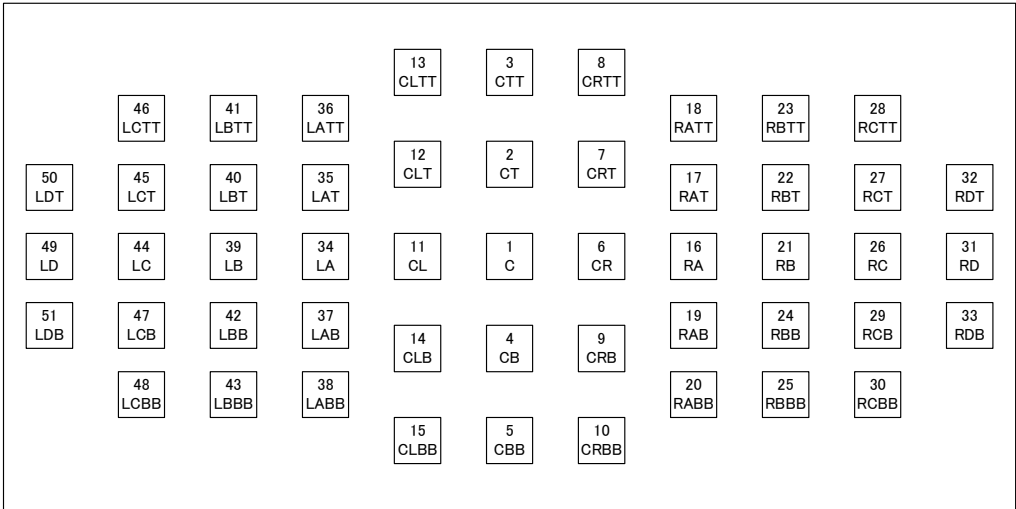 13 3 8
CLTT CTT CRTT
46 41 36 18 23 28
LCTT LBTT LATT RATT RBTT RCTT
12 2 7
CLT CT CRT
50 45 40 35 17 22 27 32
LDT LCT LBT LAT RAT RBT RCT RDT
49 44 39 34 11 1 6 16 21 26 31
LD LC LB LA CL C CR RA RB RC RD
51 47 42 37 19 24 29 33
LDB LCB LBB LAB RAB RBB RCB RDB
14 4 9
CLB CB CRB
48 43 38 20 25 30
LCBB LBBB LABB RABB RBBB RCBB
15 5 10
CLBB CBB CRBB